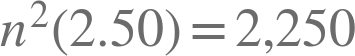 n²(2.50) = 2,250